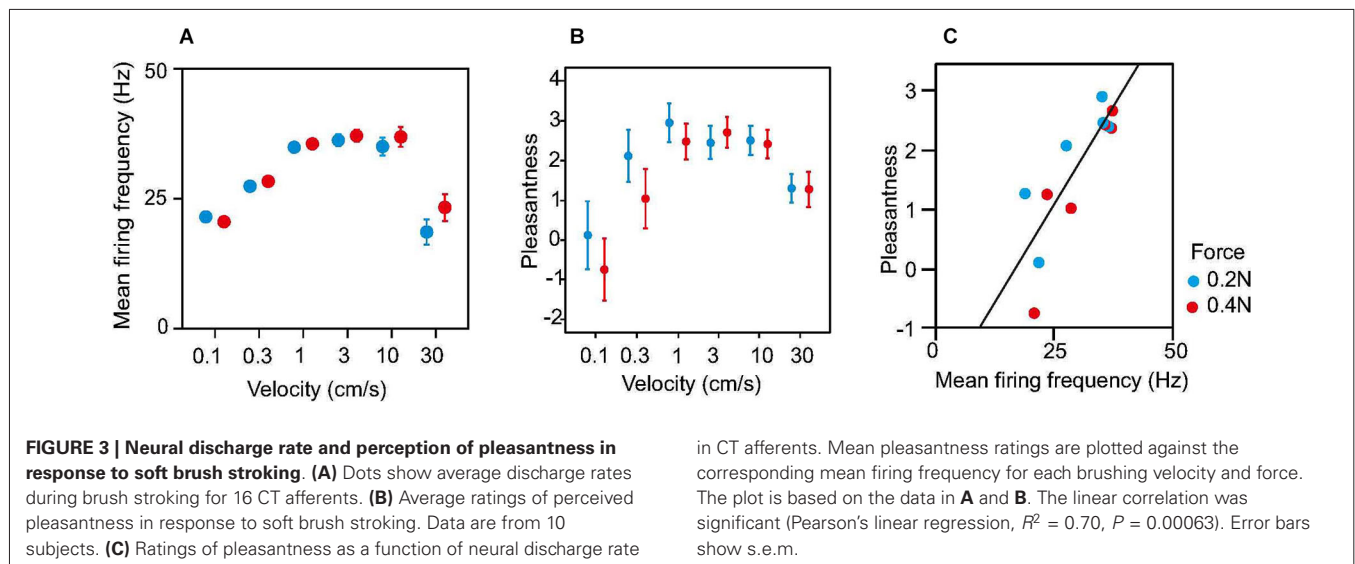 A
B
C
50
25
0
Mean firing frequency (Hz)
0.1 0.3 1 3 10 30
Velocity (cm/s)
4
3
2
1
0
-1
-2
Pleasantness
0.1 0.3 1 3 10 30
Velocity (cm/s)
3
2
1
0
-1
Pleasantness
0 25 50
Mean firing frequency (Hz)
Force
0.2N
0.4N
FIGURE 3 | Neural discharge rate and perception of pleasantness in
response to soft brush stroking. (A) Dots show average discharge rates
during brush stroking for 16 CT afferents. (B) Average ratings of perceived
pleasantness in response to soft brush stroking. Data are from 10
subjects. (C) Ratings of pleasantness as a function of neural discharge rate
in CT afferents. Mean pleasantness ratings are plotted against the
corresponding mean firing frequency for each brushing velocity and force.
The plot is based on the data in A and B. The linear correlation was
significant (Pearson's linear regression, R² = 0.70, P = 0.00063). Error bars
show s.e.m.